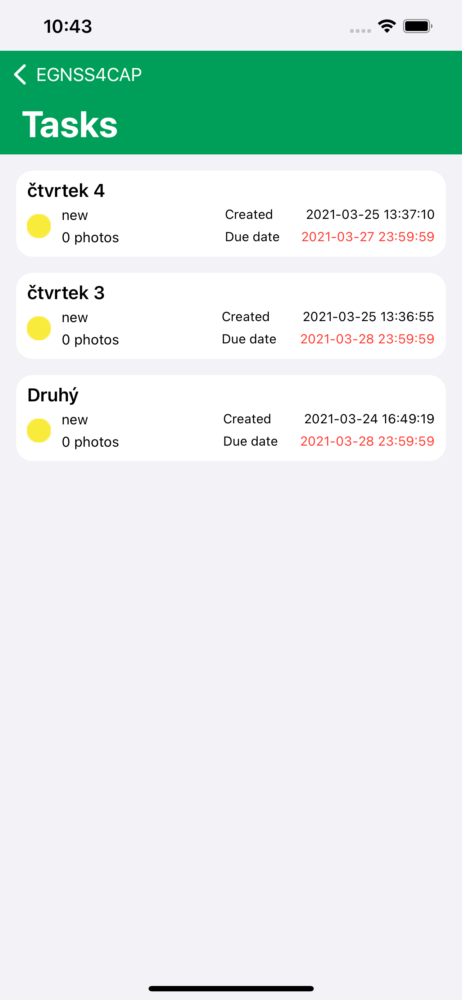 10:43
EGNSS4CAP
Tasks
čtvrtek 4
new Created 2021-03-25 13:37:10
0 photos Due date 2021-03-27 23:59:59
čtvrtek 3
new Created 2021-03-25 13:36:55
0 photos Due date 2021-03-28 23:59:59
Druhý
new Created 2021-03-24 16:49:19
0 photos Due date 2021-03-28 23:59:59